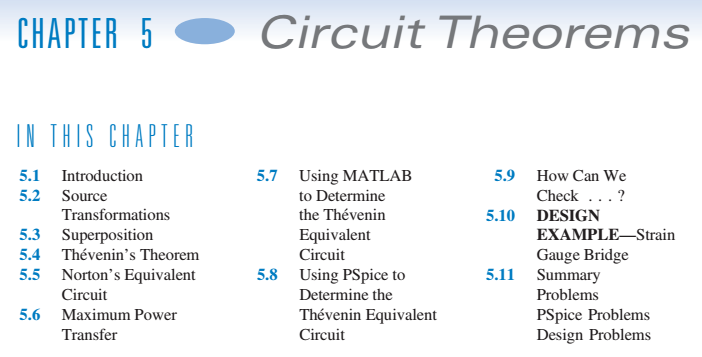 CHAPTER 5 Circuit Theorems
IN THIS CHAPTER
5.1 Introduction
5.2 Source
Transformations
5.3 Superposition
5.4 Thévenin's Theorem
5.5 Norton's Equivalent
Circuit
5.6 Maximum Power
Transfer
5.7 Using MATLAB
to Determine
the Thévenin
Equivalent
Circuit
5.8 Using PSpice to
Determine the
Thévenin Equivalent
Circuit
5.9 How Can We
Check . . . ?
5.10 DESIGN
EXAMPLE—Strain
Gauge Bridge
5.11 Summary
Problems
PSpice Problems
Design Problems